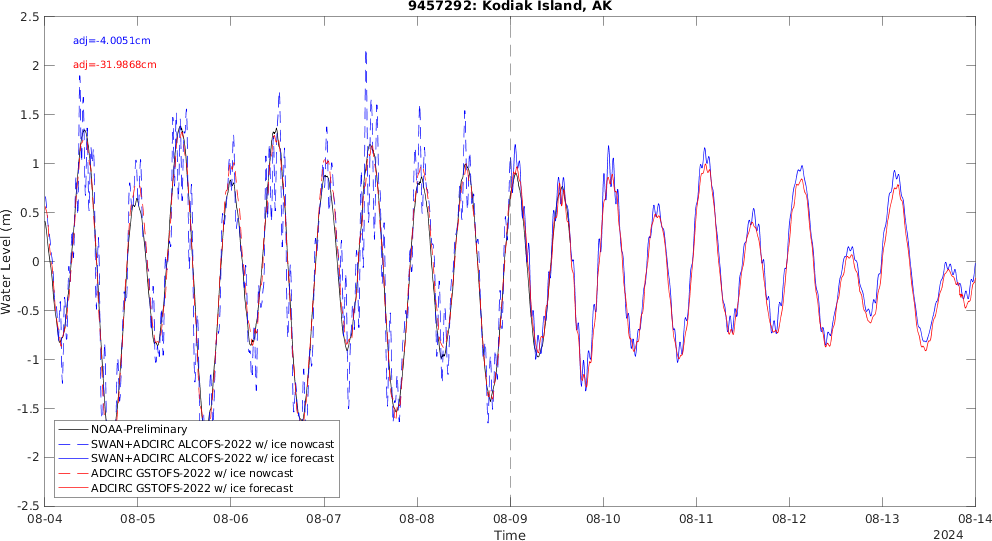 9457292: Kodiak Island, AK
2.5
adj=-4.0051cm
2
adj=-31.9868cm
1.5
1
0.5
0
-0.5
-1
-1.5
-2
-2.5
Water Level (m)
NOAA-Preliminary
SWAN+ADCIRC ALCOFS-2022 w/ ice nowcast
SWAN+ADCIRC ALCOFS-2022 w/ ice forecast
ADCIRC GSTOFS-2022 w/ ice nowcast
ADCIRC GSTOFS-2022 w/ ice forecast
08-04 08-05 08-06 08-07 08-08 08-09 08-10 08-11 08-12 08-13 08-14
Time
2024